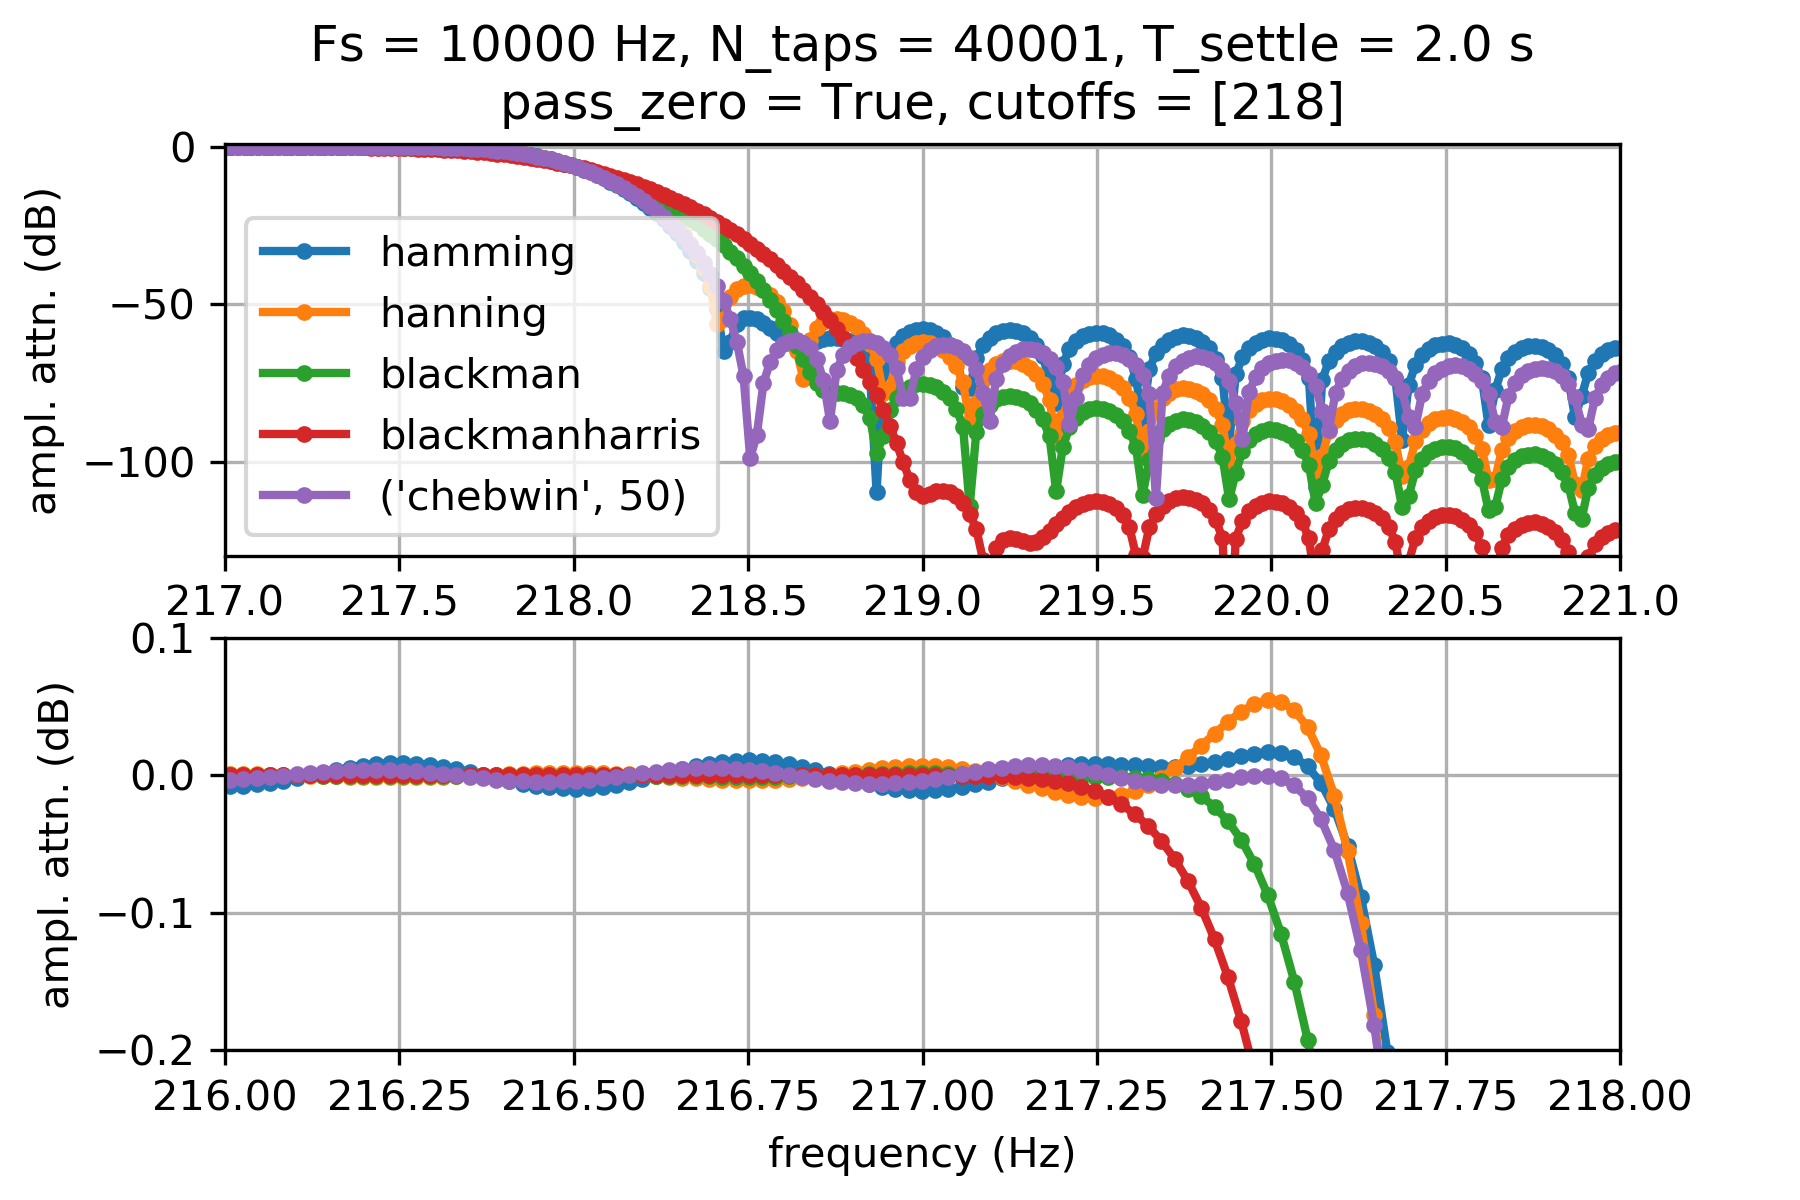 Fs = 10000 Hz, N_taps = 40001, T_settle = 2.0 s
pass_zero = True, cutoffs = [218]
ampl. attn. (dB)
0
−50
−100
hamming
hanning
blackman
blackmanharris
('chebwin', 50)
217.0 217.5 218.0 218.5 219.0 219.5 220.0 220.5 221.0
ampl. attn. (dB)
0.1
0.0
−0.1
−0.2
216.00 216.25 216.50 216.75 217.00 217.25 217.50 217.75 218.00
frequency (Hz)